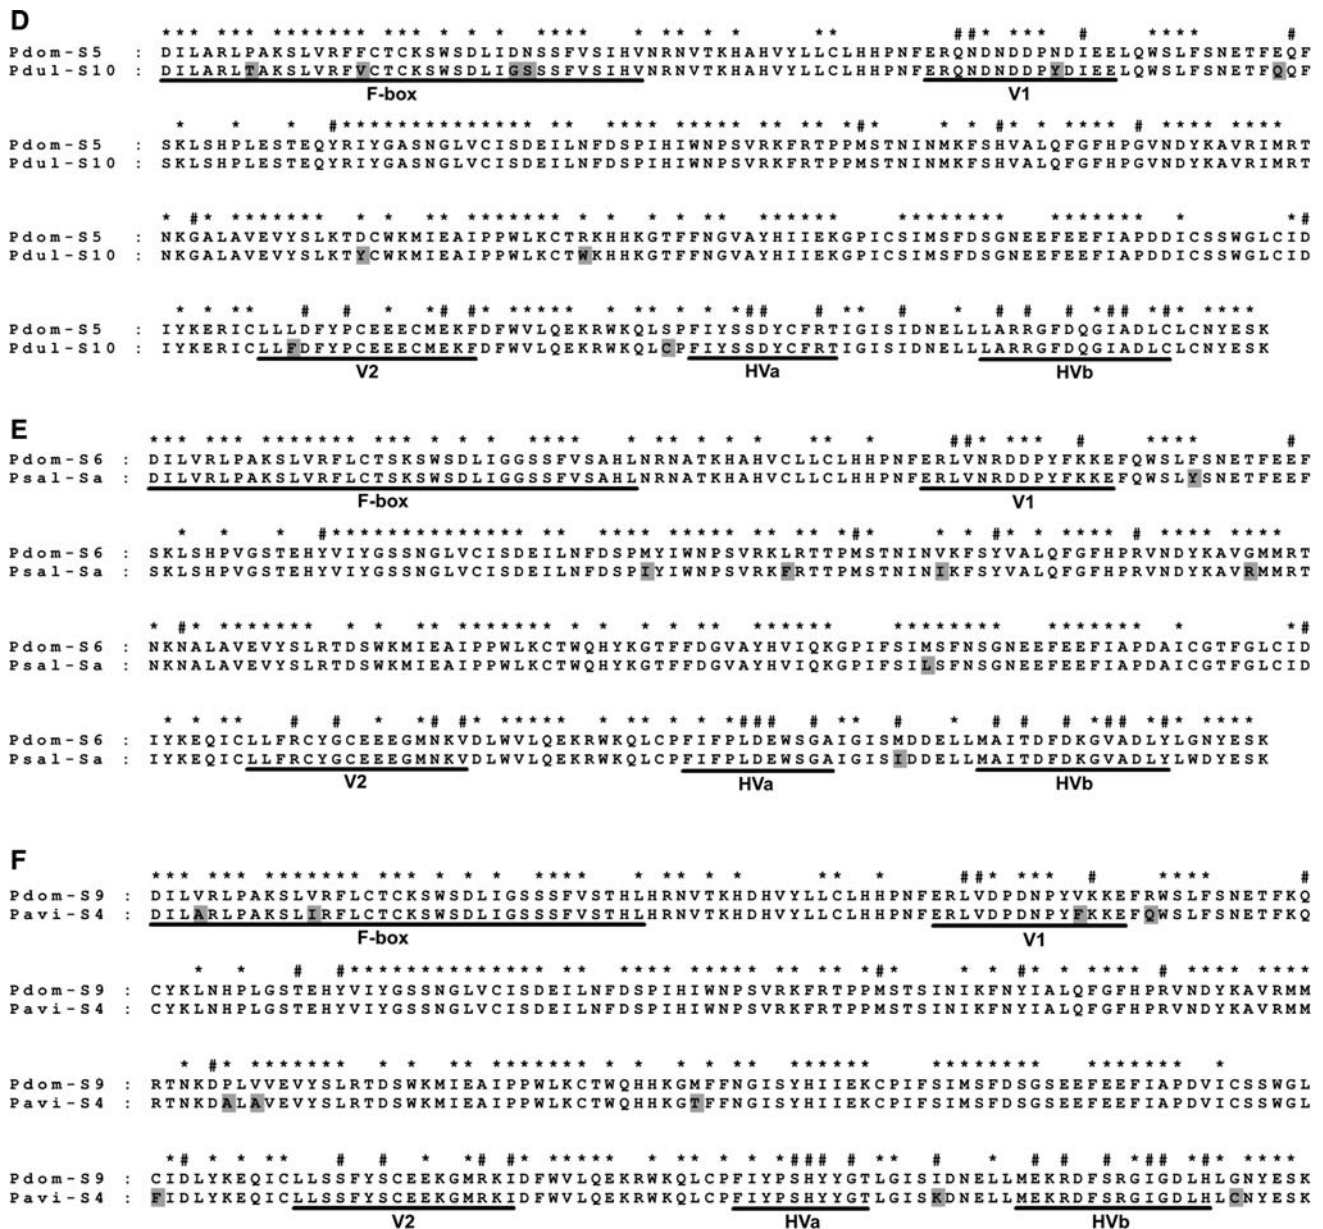 D
*** *** ******* *** * * * **** * * * * ** * ## * *** * # **** #
Pdom-S5 : DILARLPAKSLVRFFCTCKSWSDLIDNSSFVSIHVNRNVTKHAHVYLLCLHHPNFERQNDNDDPNDIEELQWSLFSNETFEQF
Pdul-S10 : DILARLTAKSLVRFVCTCKSWSDLIGSSSFVSIHVNRNVTKHAHVYLLCLHHPNFERQNDNDDPYDIEELQWSLFSNETFQQF
F-box
V1
* * * #************** ** **** ***** ** ****#* * * # * ** * # * ** ****
Pdom-S5 : SKLSHPLESTEQYRIYGASNGLVCISDEILNFDSPIHIWNPSVRKFRTPPMSTNINMKFSHVALQFGFHPGVNDYKAVRIMRT
Pdul-S10 : SKLSHPLESTEQYRIYGASNGLVCISDEILNFDSPIHIWNPSVRKFRTPPMSTNINMKFSHVALQFGFHPGVNDYKAVRIMRT
* #* ******* * * ** ******* * * * * ** ****** ******* ******* * #
Pdom-S5 : NKGALAVEVYSLKTDCWKMIEAIPPWLKCTRKHHKGTFFNGVAYHIIEKGPICSIMSFDSGNEEFEEFIAPDDICSSWGLCID
Pdul-S10 : NKGALAVEVYSLKTYCWKMIEAIPPWLKCTWKHHKGTFFNGVAYHIIEKGPICSIMSFDSGNEEFEEFIAPDDICSSWGLCID
* * ** # # * *# #* ***** * * * * **## * # * # * # * # * ## * # ****
Pdom-S5 : IYKERICLLLDFYPCEEECMEKFDFWVLQEKRWKQLSPFIYSSDYCFRTIGISIDNELLLARRGFDQGIADLCLCNYESK
Pdul-S10 : IYKERICLLFDFYPCEEECMEKFDFWVLQEKRWKQLCPFIYSSDYCFRTIGISIDNELLLARRGFDQGIADLCLCNYESK
V2
HVa
HVb
E
*** *** ******* *** * * * **** * * * * ** * ##* *** # **** #
Pdom-S6 : DILVRLPAKSLVRFLCTSKSWSDLIGGSSFVSAHLNRNATKHAHVCLLCLHHPNFERLVNRDDPYFKKEFQWSLFSNETFEEF
Psal-Sa : DILVRLPAKSLVRFLCTSKSWSDLIGGSSFVSAHLNRNATKHAHVCLLCLHHPNFERLVNRDDPYFKKEFQWSLYSNETFEEF
F-box
V1
* * * #************** ** **** ***** ** ****#* * * # * ** * # * ** ****
Pdom-S6 : SKLSHPVGSTEHYVIYGSSNGLVCISDEILNFDSPMYIWNPSVRKLRTTPMSTNINVKFSYVALQFGFHPRVNDYKAVGMMRT
Psal-Sa : SKLSHPVGSTEHYVIYGSSNGLVCISDEILNFDSPIYIWNPSVRKFRTTPMSTNINIKFSYVALQFGFHPRVNDYKAVRMMRT
* #* ******* * * ** ******* * * * * ** ****** ******* ******* * #
Pdom-S6 : NKNALAVEVYSLRTDSWKMIEAIPPWLKCTWQHYKGTFFDGVAYHVIQKGPIFSIMSFNSGNEEFEEFIAPDAICGTFGLCID
Psal-Sa : NKNALAVEVYSLRTDSWKMIEAIPPWLKCTWQHYKGTFFDGVAYHVIQKGPIFSILSFNSGNEEFEEFIAPDAICGTFGLCID
* * ** # # * *# #* ***** * * * * *### # * # * # # # ## #* ****
Pdom-S6 : IYKEQICLLFRCYGCEEEGMNKVDLWVLQEKRWKQLCPFIFPLDEWSGAIGISMDDELLMAITDFDKGVADLYLGNYESK
Psal-Sa : IYKEQICLLFRCYGCEEEGMNKVDLWVLQEKRWKQLCPFIFPLDEWSGAIGISIDDELLMAITDFDKGVADLYLWDYESK
V2
HVa
HVb
F
*** *** ******* *** * * * **** * * * * ** * ##* *** # **** #
Pdom-S9 : DILVRLPAKSLVRFLCTCKSWSDLIGSSSFVSTHLHRNVTKHDHVYLLCLHHPNFERLVDPDNPYVKKEFRWSLFSNETFKQ
Pavi-S4 : DILARLPAKSLIRFLCTCKSWSDLIGSSSFVSTHLHRNVTKHDHVYLLCLHHPNFERLVDPDNPYFKKEFQWSLFSNETFKQ
F-box
V1
* * # #************** ** **** ***** ** ****#* * * # * ** * # * ** ****
Pdom-S9 : CYKLNHPLGSTEHYVIYGSSNGLVCISDEILNFDSPIHIWNPSVRKFRTPPMSTSINIKFNYIALQFGFHPRVNDYKAVRMM
Pavi-S4 : CYKLNHPLGSTEHYVIYGSSNGLVCISDEILNFDSPIHIWNPSVRKFRTPPMSTSINIKFNYIALQFGFHPRVNDYKAVRMM
* #* ******* * * ** ******* * * * * ** ****** ******** ******* *
Pdom-S9 : RTNKDPLVVEVYSLRTDSWKMIEAIPPWLKCTWQHHKGMFFNGISYHIIEKCPIFSIMSFDSGSEEFEEFIAPDVICSSWGL
Pavi-S4 : RTNKDALAVEVYSLRTDSWKMIEAIPPWLKCTWQHHKGTFFNGISYHIIEKCPIFSIMSFDSGSEEFEEFIAPDVICSSWGL
*# * * ** # # * *# #* ***** * * * * **### * # * # * # # # ## #* ****
Pdom-S9 : CIDLYKEQICLLSSFYSCEEKGMRKIDFWVLQEKRWKQLCPFIYPSHYYGTLGISIDNELLMEKRDFSRGIGDLHLGNYESK
Pavi-S4 : FIDLYKEQICLLSSFYSCEEKGMRKIDFWVLQEKRWKQLCPFIYPSHYYGTLGISKDNELLMEKRDFSRGIGDLHLCNYESK
V2
HVa
HVb